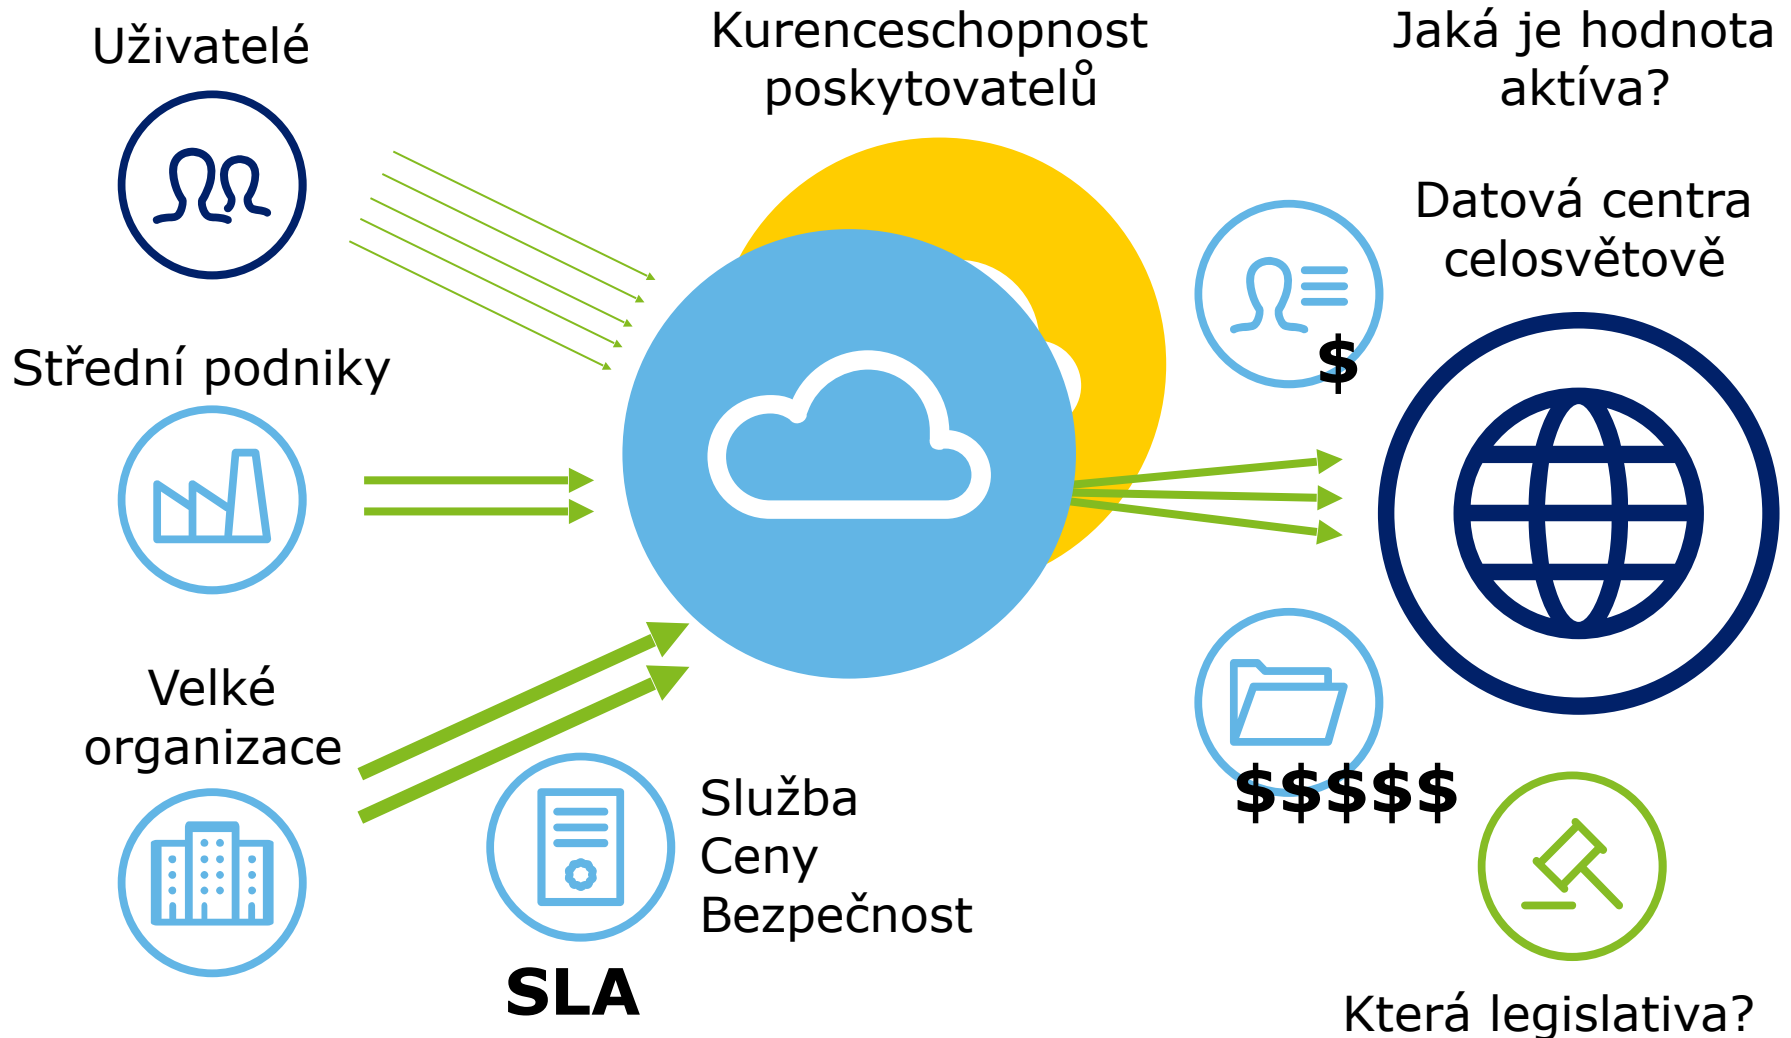 Uživatelé
Střední podniky
Velké
organizace
Kurenceschopnost
poskytovatelů
SLA
Služba
Ceny
Bezpečnost
Jaká je hodnota
aktíva?
Datová centra
celosvětově
$
$$$$$
Která legislativa?